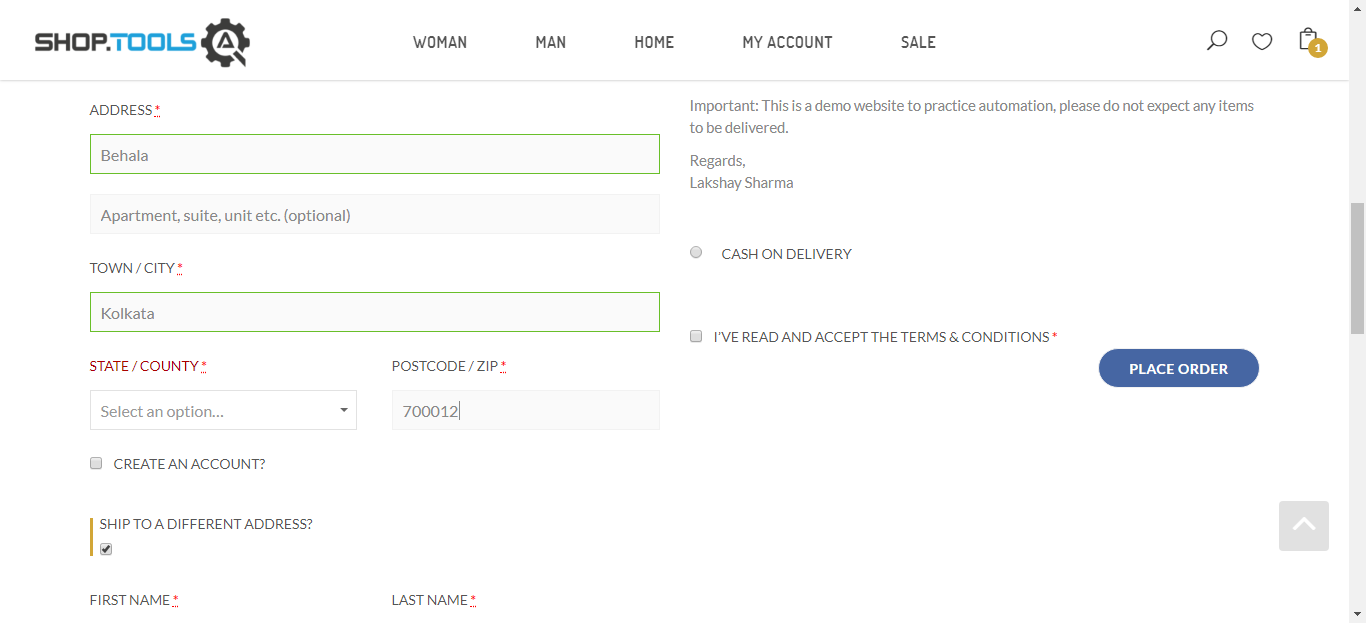 SHOP.TOOLS
WOMAN MAN HOME MY ACCOUNT SALE
1
ADDRESS *
Behala
Apartment, suite, unit etc. (optional)
TOWN / CITY *
Kolkata
STATE / COUNTY * POSTCODE / ZIP *
Select an option... 700012
CREATE AN ACCOUNT?
SHIP TO A DIFFERENT ADDRESS?
FIRST NAME * LAST NAME *
Important: This is a demo website to practice automation, please do not expect any items
to be delivered.
Regards,
Lakshay Sharma
CASH ON DELIVERY
I'VE READ AND ACCEPT THE TERMS & CONDITIONS *
PLACE ORDER